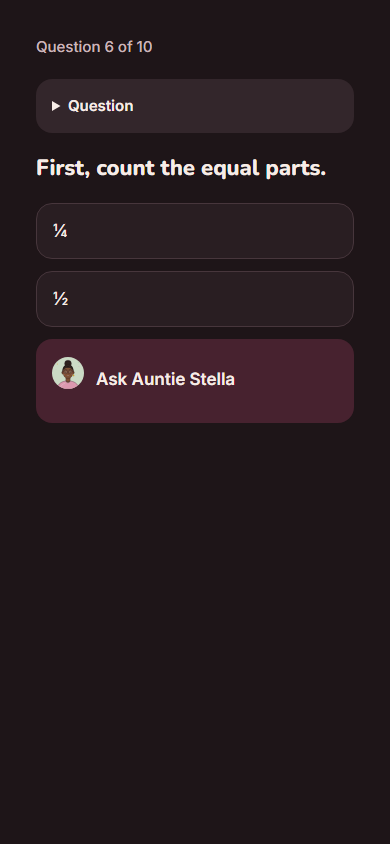 Question 6 of 10
Question
First, count the equal parts.
¼
½
Ask Auntie Stella